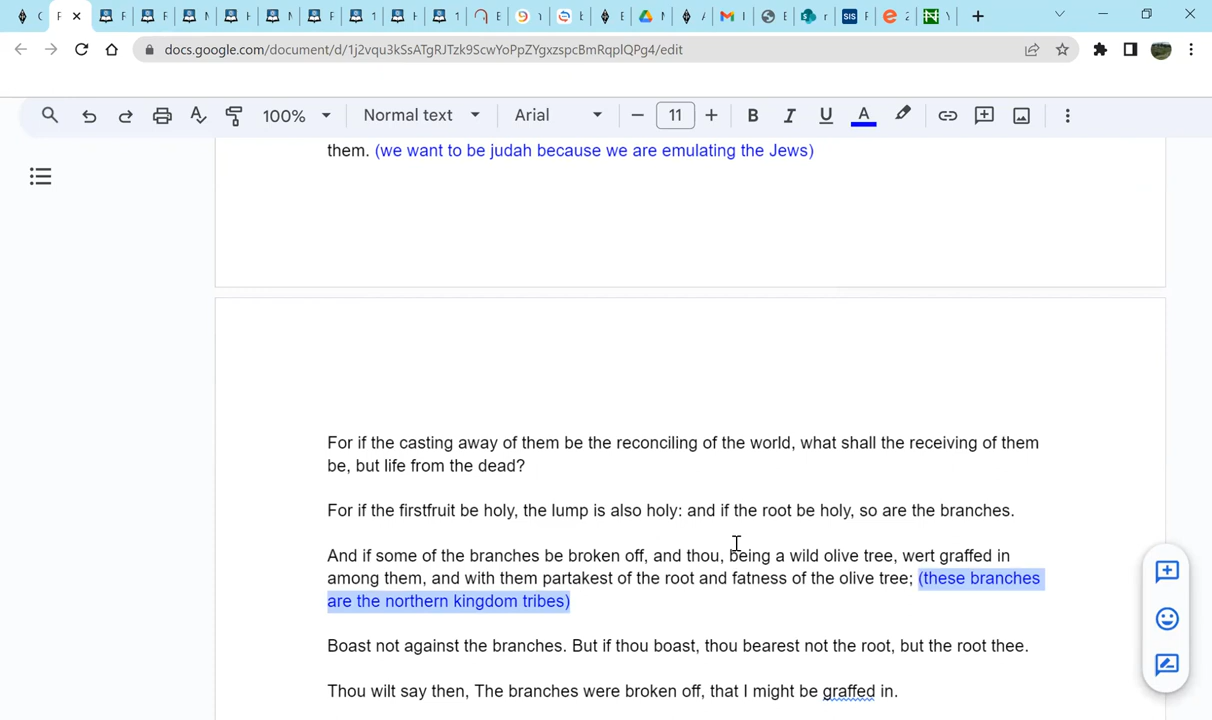 docs.google.com/document/d/1j2vqu3kSsATgRJTzk9ScwYoPpZYgxzspcBmRqplQPg4/edit
100% Normal text Arial 11 B I U A
them. (we want to be judah because we are emulating the Jews)
For if the casting away of them be the reconciling of the world, what shall the receiving of them
be, but life from the dead?
For if the firstfruit be holy, the lump is also holy: and if the root be holy, so are the branches.
And if some of the branches be broken off, and thou, being a wild olive tree, wert graffed in
among them, and with them partakest of the root and fatness of the olive tree; (these branches
are the northern kingdom tribes)
Boast not against the branches. But if thou boast, thou bearest not the root, but the root thee.
Thou wilt say then, The branches were broken off, that I might be graffed in.